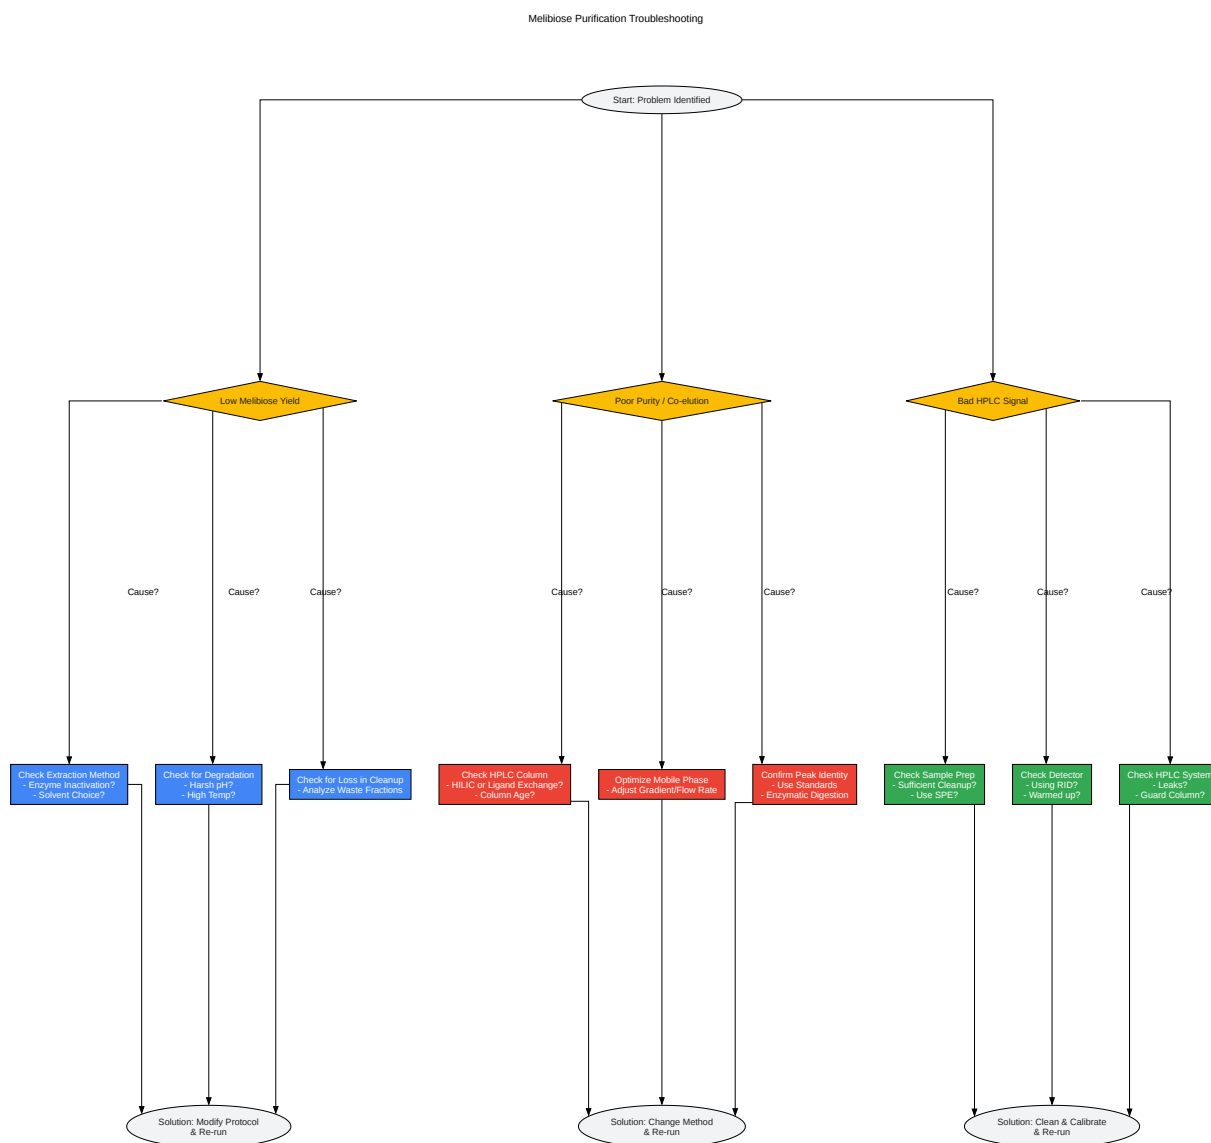 Melibiose Purification Troubleshooting
Start: Problem Identified
Low Melibiose Yield
Poor Purity / Co-elution
Bad HPLC Signal
Cause?
Cause?
Cause?
Cause?
Cause?
Cause?
Cause?
Cause?
Cause?
Check Extraction Method
- Enzyme Inactivation?
- Solvent Choice?
Check for Degradation
- Harsh pH?
- High Temp?
Check for Loss in Cleanup
- Analyze Waste Fractions
Check HPLC Column
- HILIC or Ligand Exchange?
- Column Age?
Optimize Mobile Phase
- Adjust Gradient/Flow Rate
Confirm Peak Identity
- Use Standards
- Enzymatic Digestion
Check Sample Prep
- Sufficient Cleanup?
- Use SPE?
Check Detector
- Using RID?
- Warmed up?
Check HPLC System
- Leaks?
- Guard Column?
Solution: Modify Protocol
& Re-run
Solution: Change Method
& Re-run
Solution: Clean & Calibrate
& Re-run